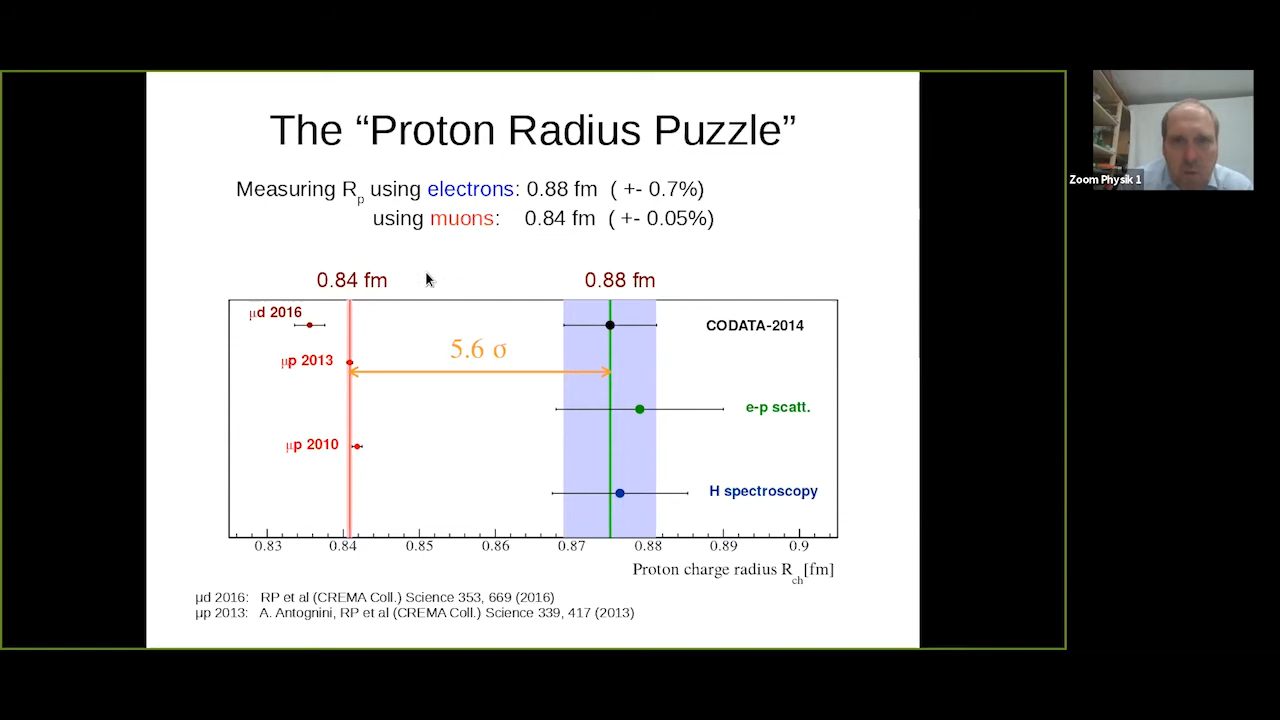 The “Proton Radius Puzzle”
Zoom Physik 1
Measuring Rp using electrons: 0.88 fm ( +- 0.7%)
using muons: 0.84 fm ( +- 0.05%)
0.84 fm 0.88 fm
μd 2016
CODATA-2014
5.6 σ
μp 2013
e-p scatt.
μp 2010
H spectroscopy
0.83 0.84 0.85 0.86 0.87 0.88 0.89 0.9
Proton charge radius Rch[fm]
μd 2016: RP et al (CREMA Coll.) Science 353, 669 (2016)
μp 2013: A. Antognini, RP et al (CREMA Coll.) Science 339, 417 (2013)